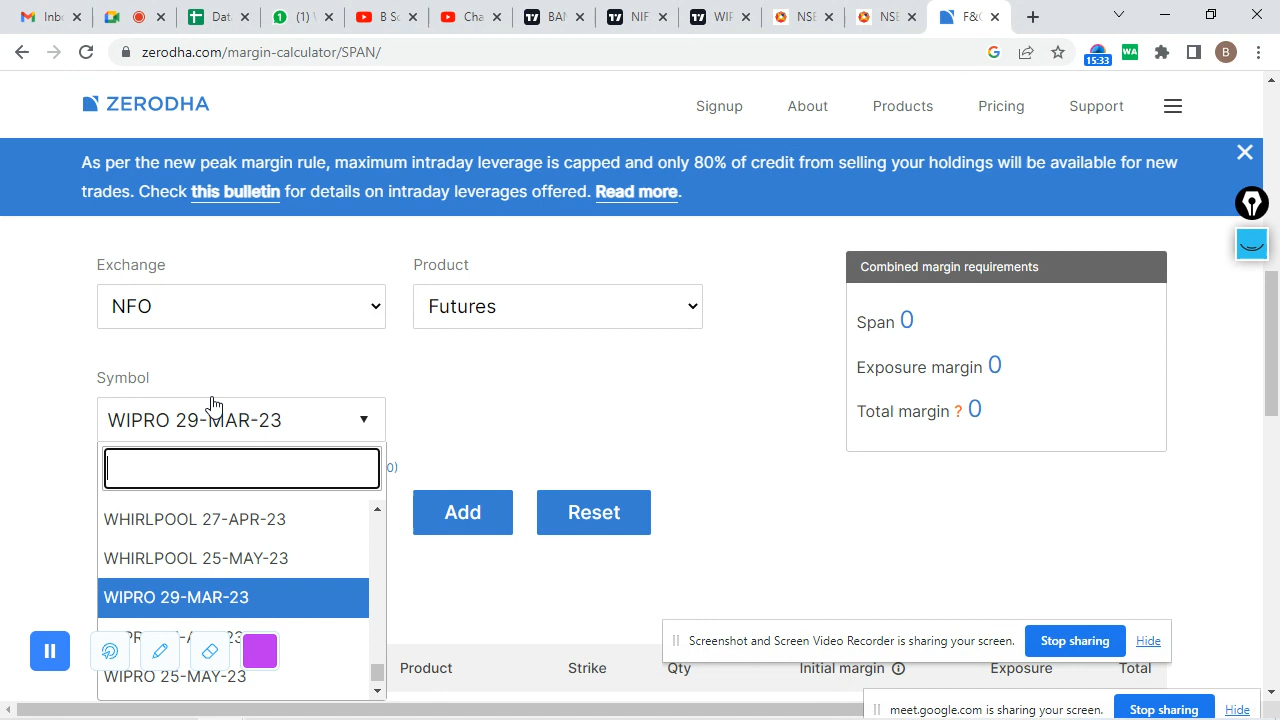 Inbo
Dat
(1)
B S
Cha
BAN
NIF
WIP
NS
NSE
F&O
zerodha.com/margin-calculator/SPAN/
15:33
WA
B
ZERODHA
Signup
About
Products
Pricing
Support
As per the new peak margin rule, maximum intraday leverage is capped and only 80% of credit from selling your holdings will be available for new
trades. Check this bulletin for details on intraday leverages offered. Read more.
Exchange
Product
NFO
Futures
Combined margin requirements
Span 0
Exposure margin 0
Total margin ? 0
Symbol
WIPRO 29-MAR-23
0)
Add
Reset
WHIRLPOOL 27-APR-23
WHIRLPOOL 25-MAY-23
WIPRO 29-MAR-23
WIPRO 25-MAY-23
Screenshot and Screen Video Recorder is sharing your screen.
Stop sharing
Hide
Product
Strike
Qty
Initial margin
Exposure
Total
meet.google.com is sharing your screen.
Stop sharing
Hide